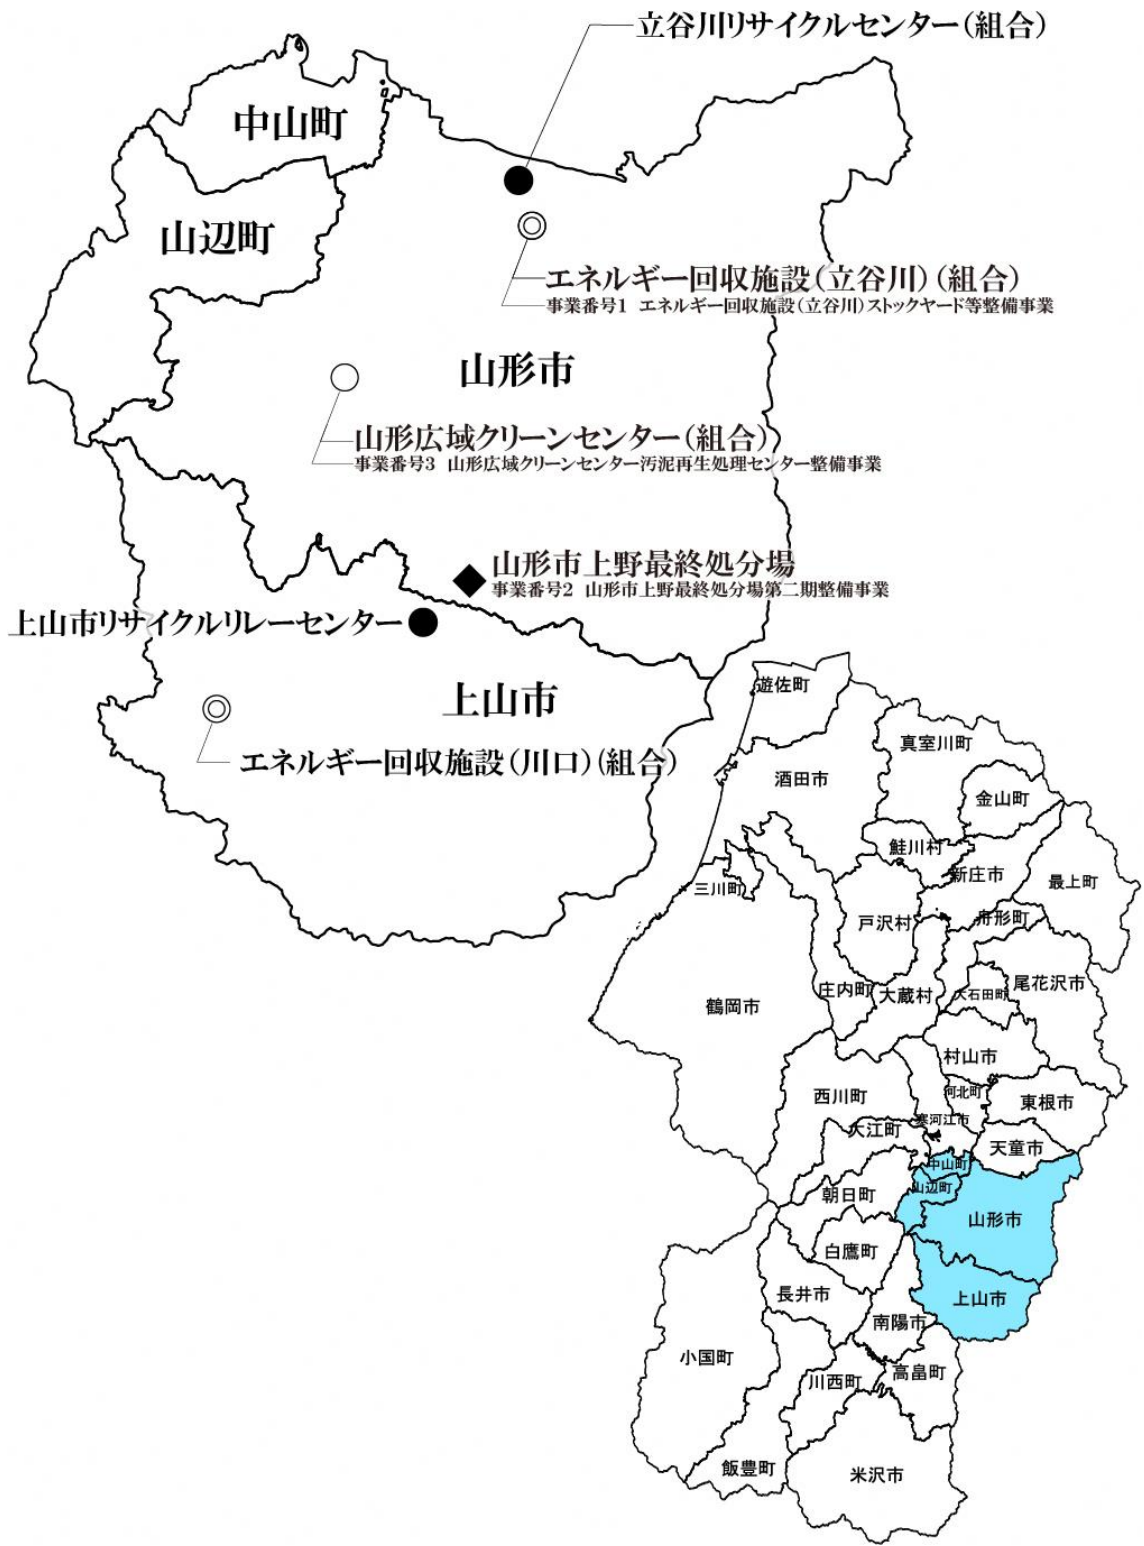 立谷川リサイクルセンター(組合)
中山町
山辺町
エネルギー回収施設(立谷川)(組合)
事業番号1 エネルギー回収施設(立谷川)ストックヤード等整備事業
山形市
山形広域クリーンセンター(組合)
事業番号3 山形広域クリーンセンター汚泥再生処理センター整備事業
山形市上野最終処分場
事業番号2 山形市上野最終処分場第二期整備事業
上山市リサイクルリレーセンター
上山市
エネルギー回収施設(川口)(組合)
遊佐町
真室川町
酒田市
金山町
鮭川村
新庄市
最上町
三川町
戸沢村
舟形町
尾花沢市
庄内町
大蔵村
大石田町
鶴岡市
村山市
西川町
河北町
東根市
寒河江市
大江町
天童市
中山町
山辺町
朝日町
山形市
白鷹町
長井市
上山市
南陽市
小国町
高畠町
川西町
飯豊町
米沢市